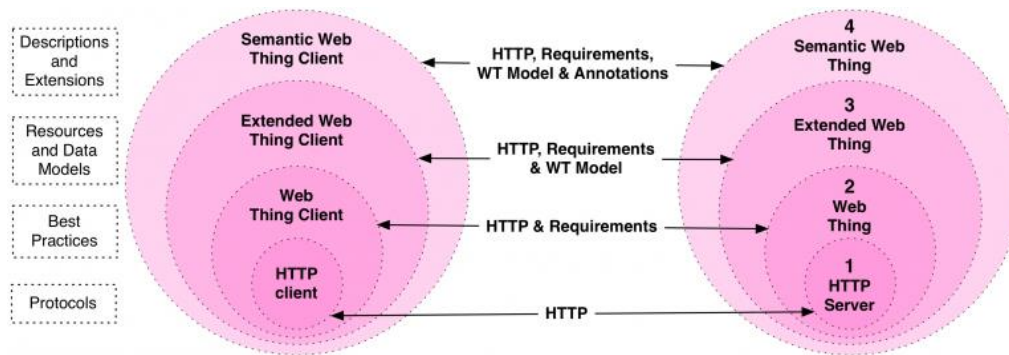 Descriptions
and
Extensions
Resources
and Data
Models
Best
Practices
Protocols
Semantic Web
Thing Client
Extended Web
Thing Client
Web
Thing Client
HTTP
client
HTTP, Requirements,
WT Model & Annotations
HTTP, Requirements
& WT Model
HTTP & Requirements
HTTP
4
Semantic Web
Thing
3
Extended Web
Thing
2
Web
Thing
1
HTTP
Server